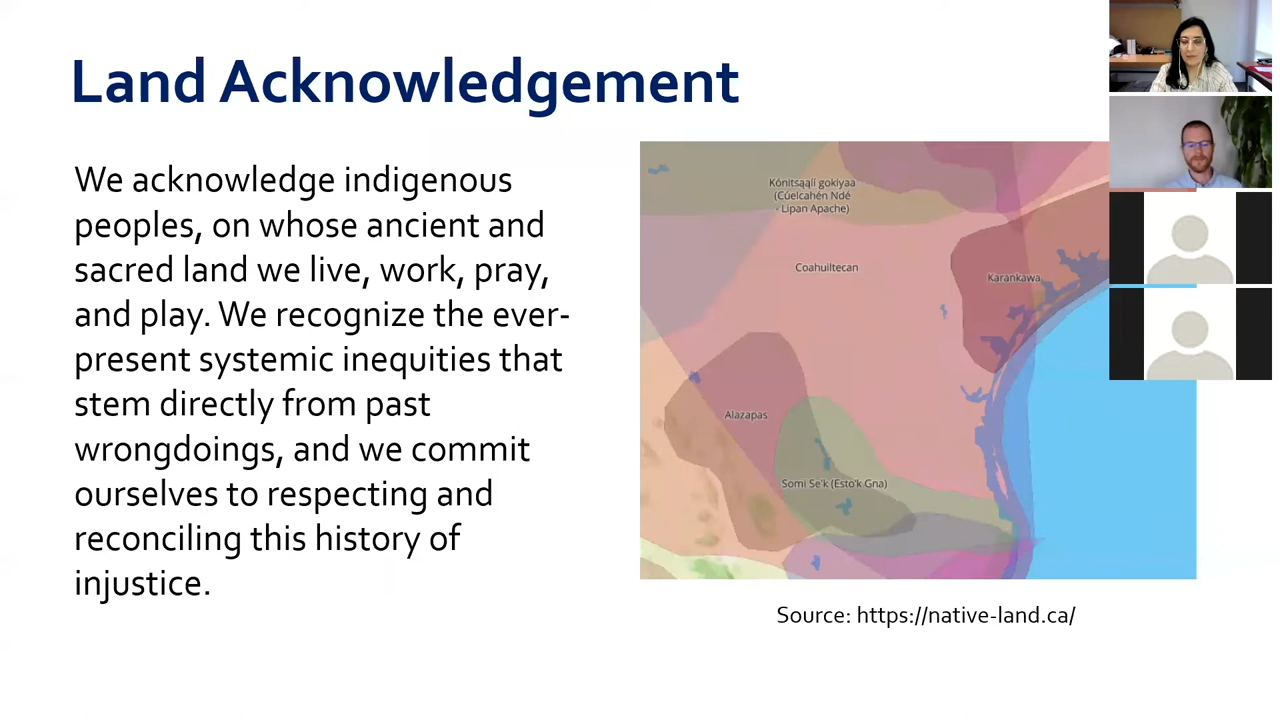 Land Acknowledgement
We acknowledge indigenous
peoples, on whose ancient and
sacred land we live, work, pray,
and play. We recognize the ever-
present systemic inequities that
stem directly from past
wrongdoings, and we commit
ourselves to respecting and
reconciling this history of
injustice.
Kónitsąąíí gokíyaa
(Cúelcahén Ndé
- Lipan Apache)
Coahuiltecan
Karankawa
Alazapas
Somi Se'k (Esto'k Gna)
Source: https://native-land.ca/